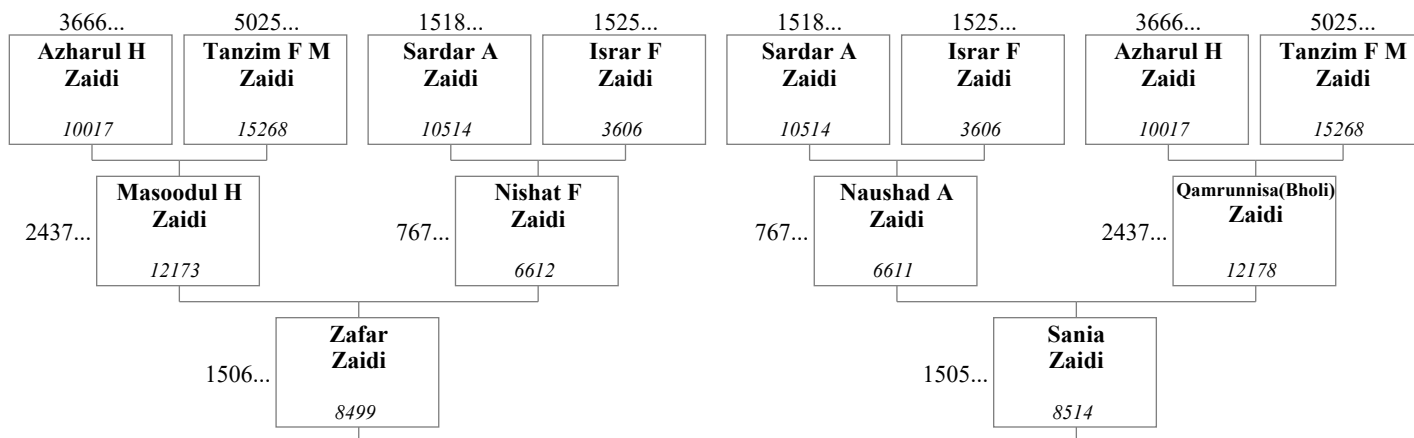 3666... 5025... 1518... 1525... 1518... 1525... 3666... 5025...
Azharul H Tanzim F M Sardar A Israr F Sardar A Israr F Azharul H Tanzim F M
Zaidi Zaidi Zaidi Zaidi Zaidi Zaidi Zaidi Zaidi
10017 15268 10514 3606 10514 3606 10017 15268
Masoodul H Nishat F Naushad A Qamrunnisa(Bholi)
Zaidi Zaidi Zaidi Zaidi
2437... 767... 767... 2437...
12173 6612 6611 12178
Zafar Sania
Zaidi Zaidi
1506... 1505...
8499 8514